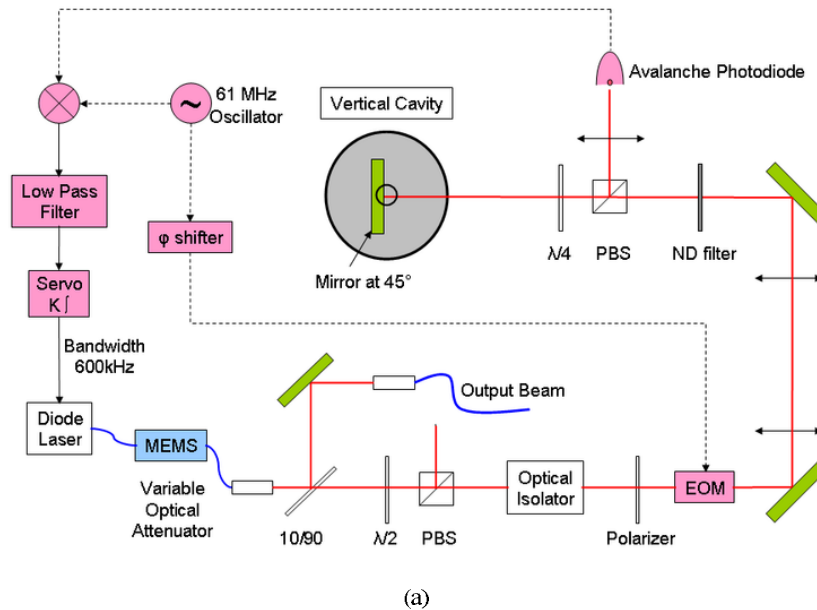 Avalanche Photodiode
61 MHz
Oscillator
~
Vertical Cavity
Low Pass
Filter
φ shifter
λ/4
PBS
ND filter
Mirror at 45°
Servo
K ∫
Bandwidth
600kHz
Output Beam
Diode
Laser
MEMS
Optical
Isolator
EOM
Variable
Optical
Attenuator
10/90
λ/2
PBS
Polarizer
(a)